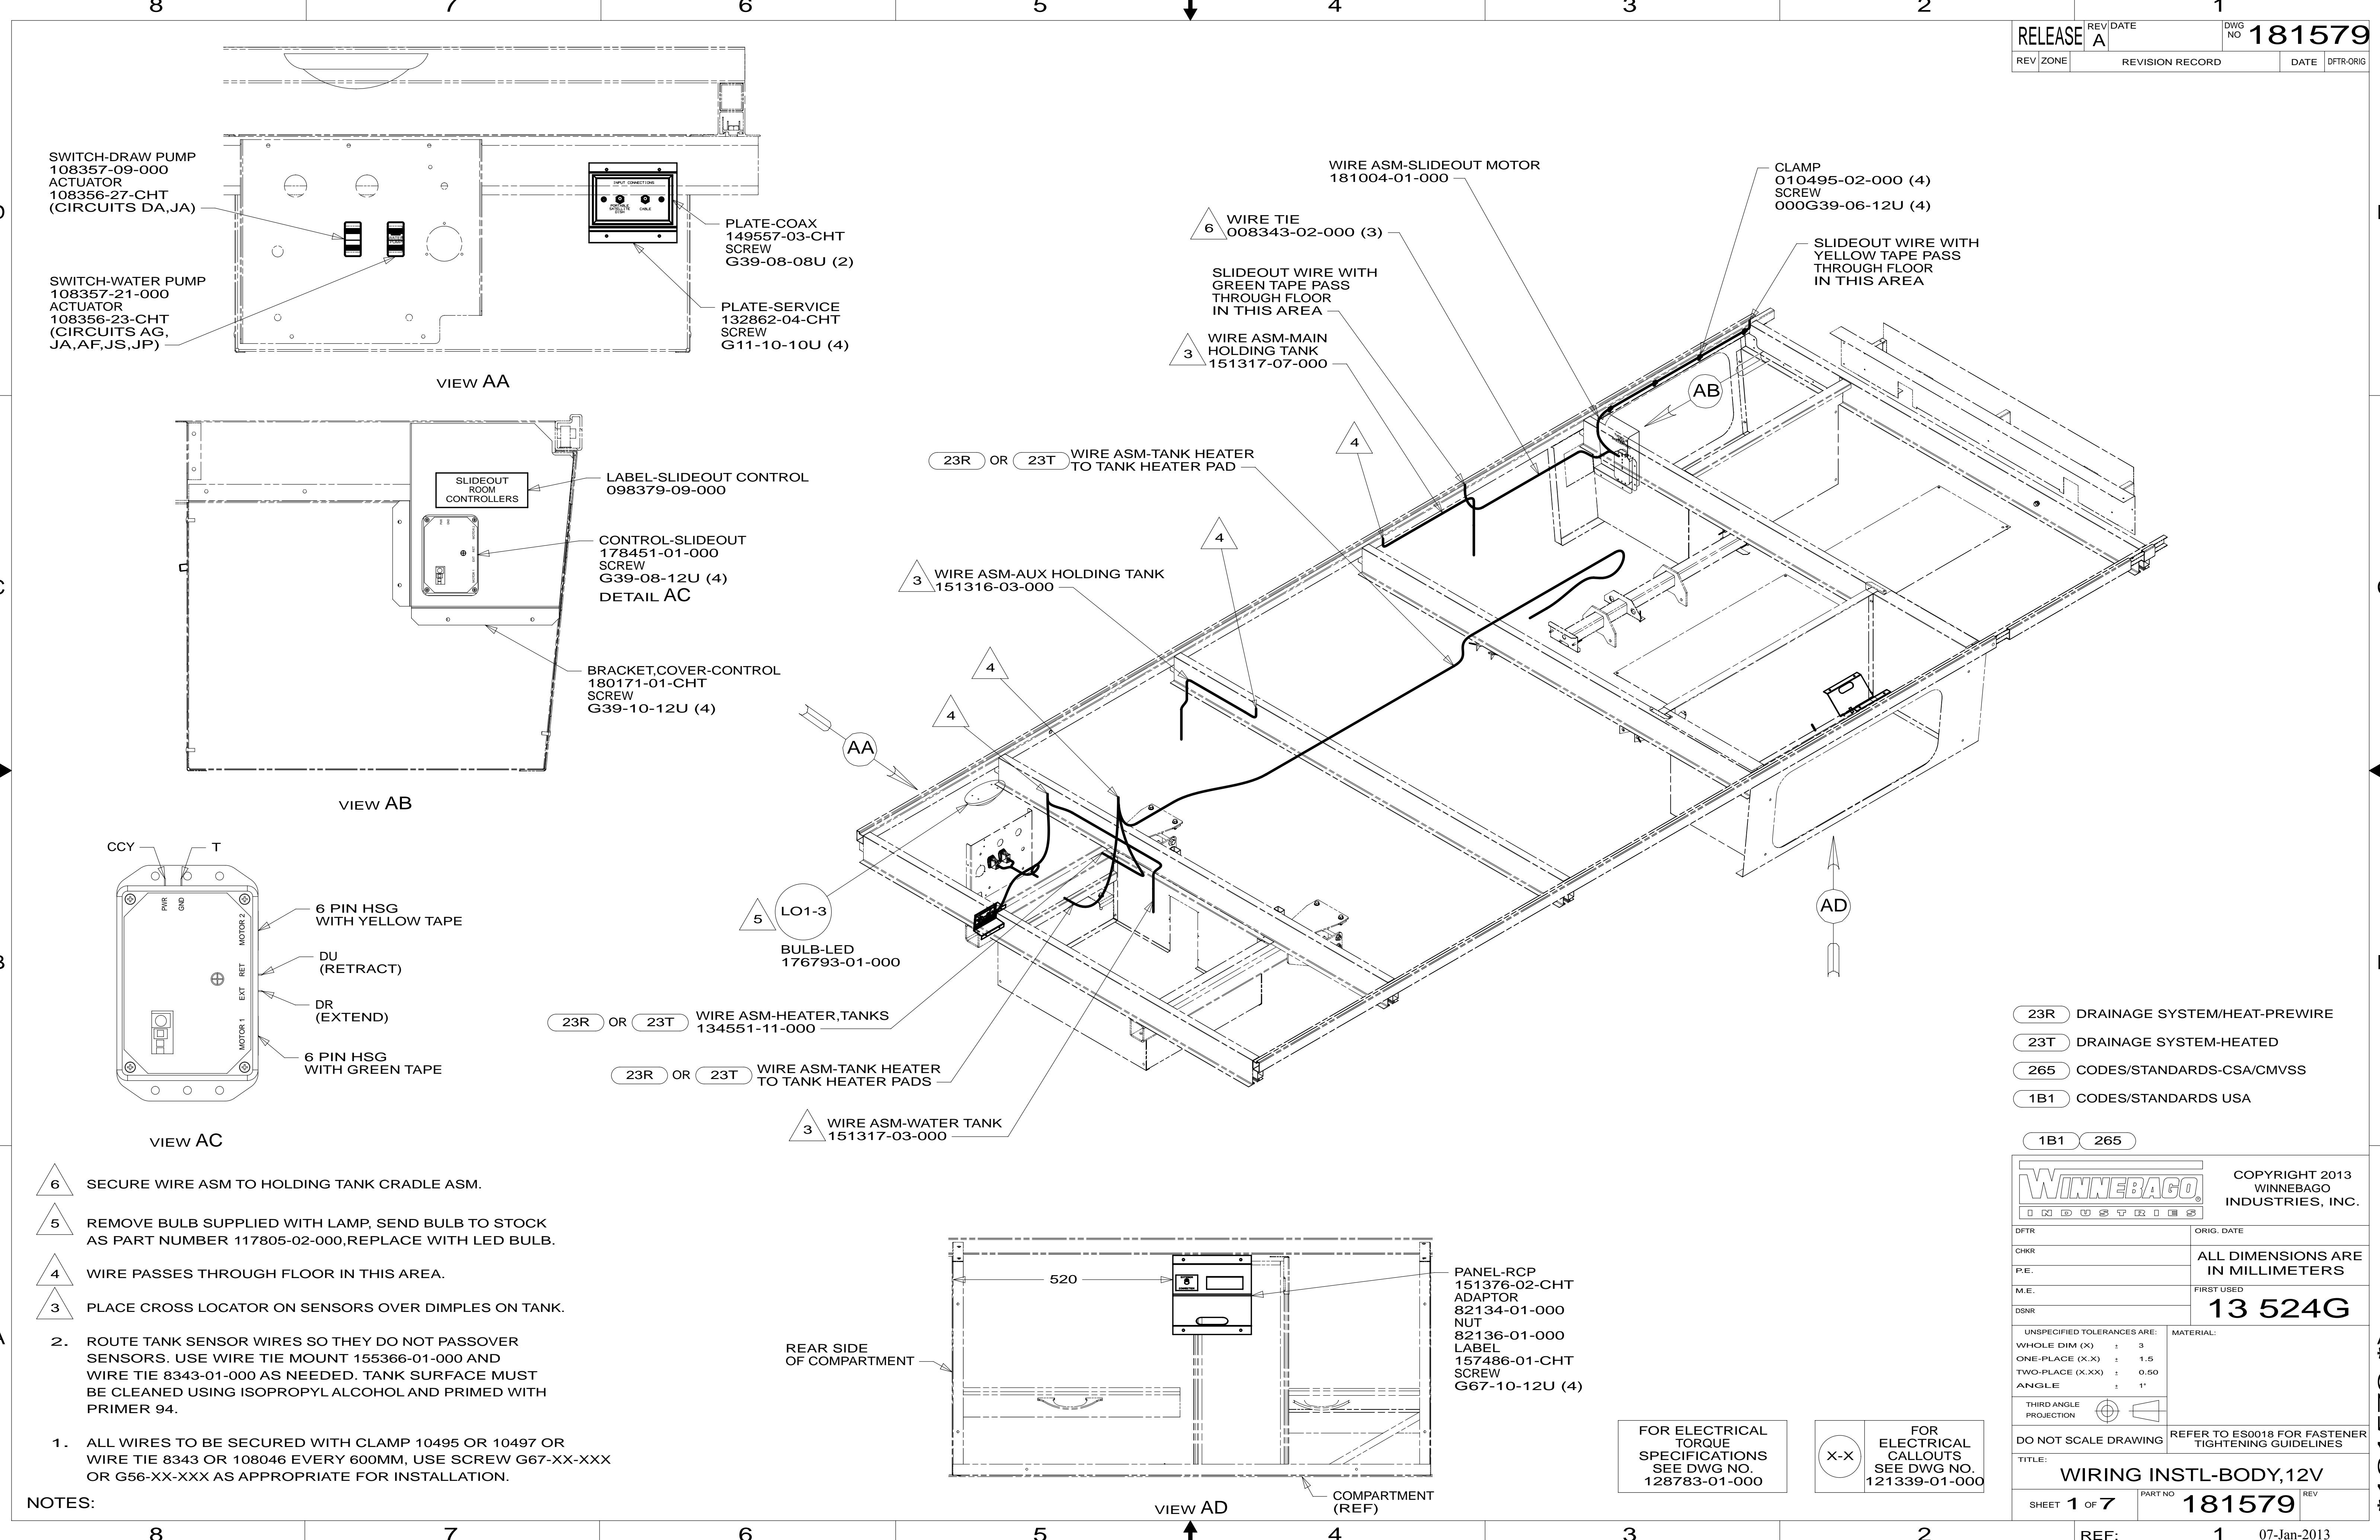 8 7 6 5 4 3 2 1
RELEASE
REV
A
DATE
DWG
NO
181579
REV ZONE REVISION RECORD DATE DFTR-ORIG
SWITCH-DRAW PUMP
108357-09-000
ACTUATOR
108356-27-CHT
(CIRCUITS DA,JA)
SWITCH-WATER PUMP
108357-21-000
ACTUATOR
108356-23-CHT
(CIRCUITS AG,
JA,AF,JS,JP)
INPUT CONNECTIONS
PORTABLE
SATELLITE
DISH
CABLE
PLATE-COAX
149557-03-CHT
SCREW
G39-08-08U (2)
PLATE-SERVICE
132862-04-CHT
SCREW
G11-10-10U (4)
VIEW AA
SLIDEOUT
ROOM
CONTROLLERS
LABEL-SLIDEOUT CONTROL
098379-09-000
CONTROL-SLIDEOUT
178451-01-000
SCREW
G39-08-12U (4)
DETAIL AC
BRACKET,COVER-CONTROL
180171-01-CHT
SCREW
G39-10-12U (4)
VIEW AB
CCY
T
PWR
GND
MOTOR 2
RET
EXT
MOTOR 1
6 PIN HSG
WITH YELLOW TAPE
DU
(RETRACT)
DR
(EXTEND)
6 PIN HSG
WITH GREEN TAPE
VIEW AC
WIRE ASM-SLIDEOUT MOTOR
181004-01-000
CLAMP
010495-02-000 (4)
SCREW
000G39-06-12U (4)
6
WIRE TIE
008343-02-000 (3)
SLIDEOUT WIRE WITH
YELLOW TAPE PASS
THROUGH FLOOR
IN THIS AREA
SLIDEOUT WIRE WITH
GREEN TAPE PASS
THROUGH FLOOR
IN THIS AREA
3
WIRE ASM-MAIN
HOLDING TANK
151317-07-000
AB
4
23R OR 23T
WIRE ASM-TANK HEATER
TO TANK HEATER PAD
4
3
WIRE ASM-AUX HOLDING TANK
151316-03-000
4
4
AA
5
LO1-3
BULB-LED
176793-01-000
AD
23R OR 23T
WIRE ASM-HEATER,TANKS
134551-11-000
23R OR 23T
WIRE ASM-TANK HEATER
TO TANK HEATER PADS
3
WIRE ASM-WATER TANK
151317-03-000
23R DRAINAGE SYSTEM/HEAT-PREWIRE
23T DRAINAGE SYSTEM-HEATED
265 CODES/STANDARDS-CSA/CMVSS
1B1 CODES/STANDARDS USA
1B1 265
6 SECURE WIRE ASM TO HOLDING TANK CRADLE ASM.
5 REMOVE BULB SUPPLIED WITH LAMP, SEND BULB TO STOCK
AS PART NUMBER 117805-02-000,REPLACE WITH LED BULB.
4 WIRE PASSES THROUGH FLOOR IN THIS AREA.
3 PLACE CROSS LOCATOR ON SENSORS OVER DIMPLES ON TANK.
2. ROUTE TANK SENSOR WIRES SO THEY DO NOT PASSOVER
SENSORS. USE WIRE TIE MOUNT 155366-01-000 AND
WIRE TIE 8343-01-000 AS NEEDED. TANK SURFACE MUST
BE CLEANED USING ISOPROPYL ALCOHOL AND PRIMED WITH
PRIMER 94.
1. ALL WIRES TO BE SECURED WITH CLAMP 10495 OR 10497 OR
WIRE TIE 8343 OR 108046 EVERY 600MM, USE SCREW G67-XX-XXX
OR G56-XX-XXX AS APPROPRIATE FOR INSTALLATION.
NOTES:
520
REAR SIDE
OF COMPARTMENT
PANEL-RCP
151376-02-CHT
ADAPTOR
82134-01-000
NUT
82136-01-000
LABEL
157486-01-CHT
SCREW
G67-10-12U (4)
COMPARTMENT
(REF)
VIEW AD
FOR ELECTRICAL
TORQUE
SPECIFICATIONS
SEE DWG NO.
128783-01-000
X-X
FOR
ELECTRICAL
CALLOUTS
SEE DWG NO.
121339-01-000
WINNEBAGO
INDUSTRIES
COPYRIGHT 2013
WINNEBAGO
INDUSTRIES, INC.
DFTR
ORIG. DATE
CHKR
P.E.
M.E.
DSNR
ALL DIMENSIONS ARE
IN MILLIMETERS
FIRST USED
13 524G
UNSPECIFIED TOLERANCES ARE:
WHOLE DIM (X) ± 3
ONE-PLACE (X.X) ± 1.5
TWO-PLACE (X.XX) ± 0.50
ANGLE ± 1°
MATERIAL:
THIRD ANGLE
PROJECTION
DO NOT SCALE DRAWING
REFER TO ES0018 FOR FASTENER
TIGHTENING GUIDELINES
TITLE:
WIRING INSTL-BODY,12V
SHEET 1 OF 7
PART NO
181579
REV
8 7 6 5 4 3 2 1
REF:
07-Jan-2013